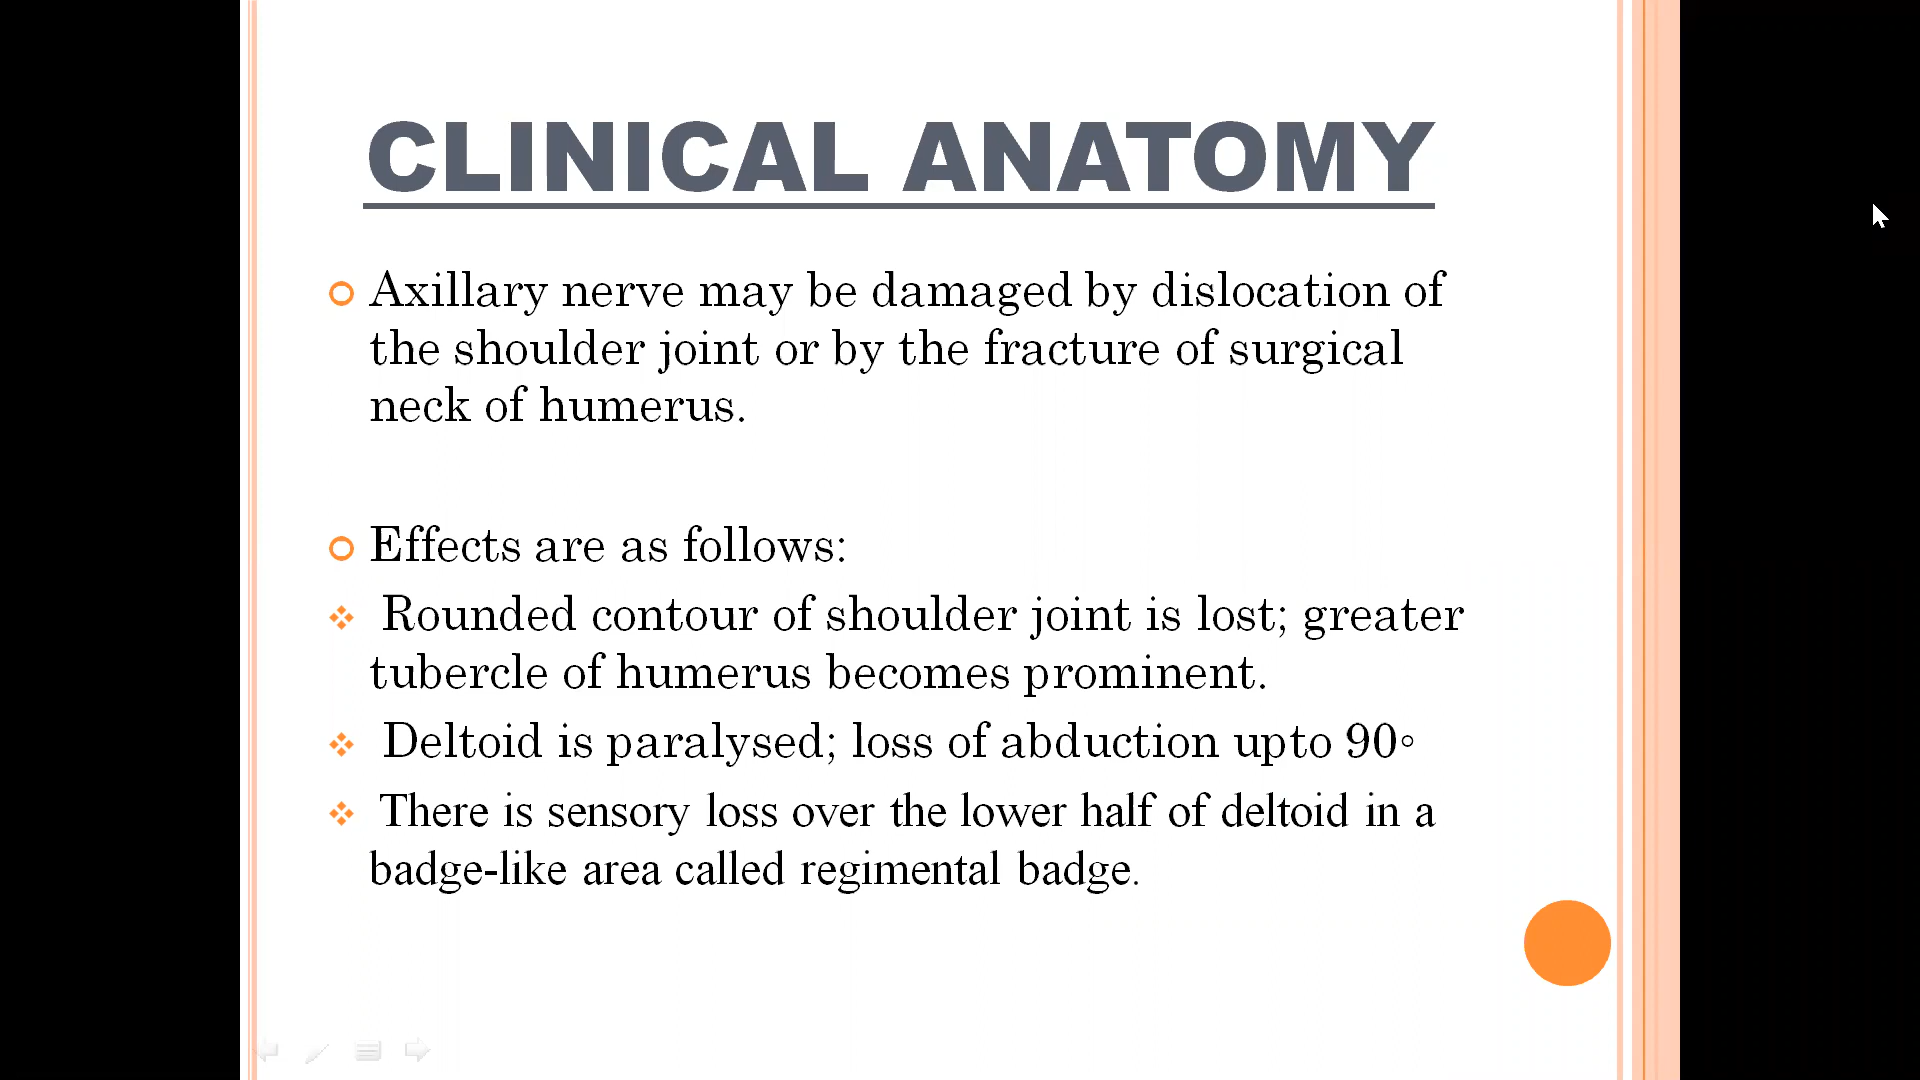 CLINICAL ANATOMY
Axillary nerve may be damaged by dislocation of
the shoulder joint or by the fracture of surgical
neck of humerus.
Effects are as follows:
Rounded contour of shoulder joint is lost; greater
tubercle of humerus becomes prominent.
Deltoid is paralysed; loss of abduction upto 90◦
There is sensory loss over the lower half of deltoid in a
badge-like area called regimental badge.